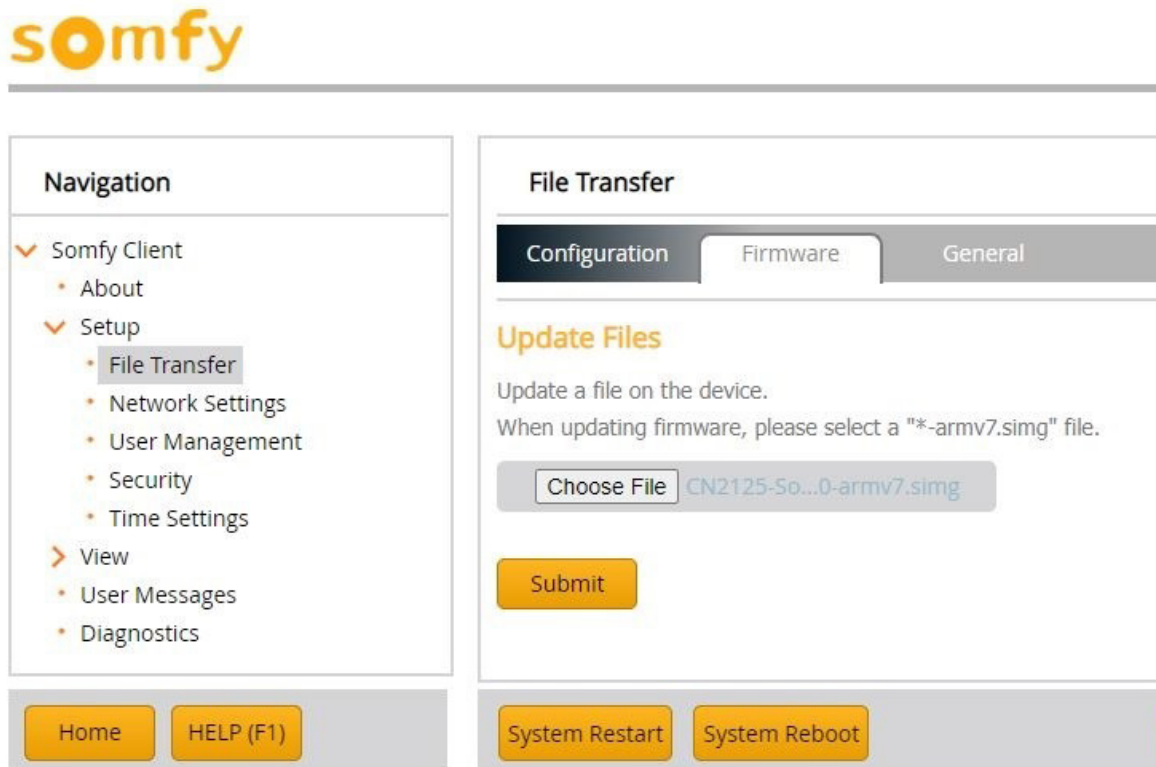 somfy
Navigation
Somfy Client
About
Setup
File Transfer
Network Settings
User Management
Security
Time Settings
View
User Messages
Diagnostics
Home
HELP (F1)
File Transfer
Configuration
Firmware
General
Update Files
Update a file on the device.
When updating firmware, please select a "*-armv7.simg" file.
Choose File CN2125-So...0-armv7.simg
Submit
System Restart
System Reboot